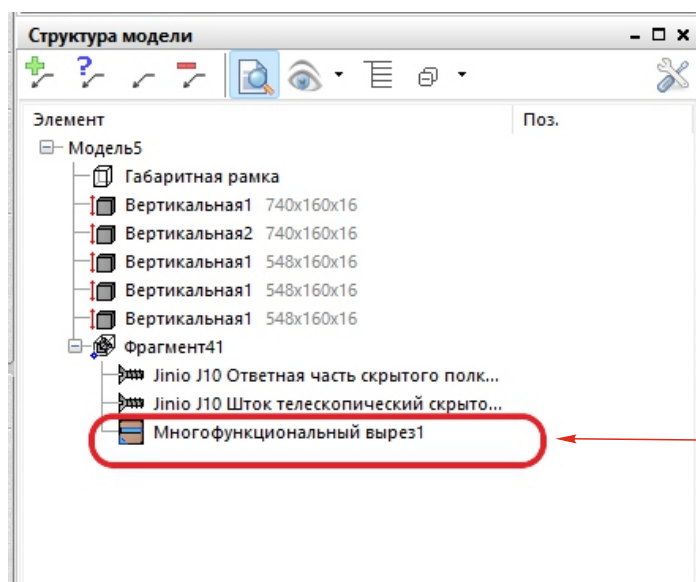 Структура модели
Элемент Поз.
Модель5
Габаритная рамка
Вертикальная1 740x160x16
Вертикальная2 740x160x16
Вертикальная1 548x160x16
Вертикальная1 548x160x16
Вертикальная1 548x160x16
Фрагмент41
Jinio J10 Ответная часть скрытого полк...
Jinio J10 Шток телескопический скрыто...
Многофункциональный вырез1